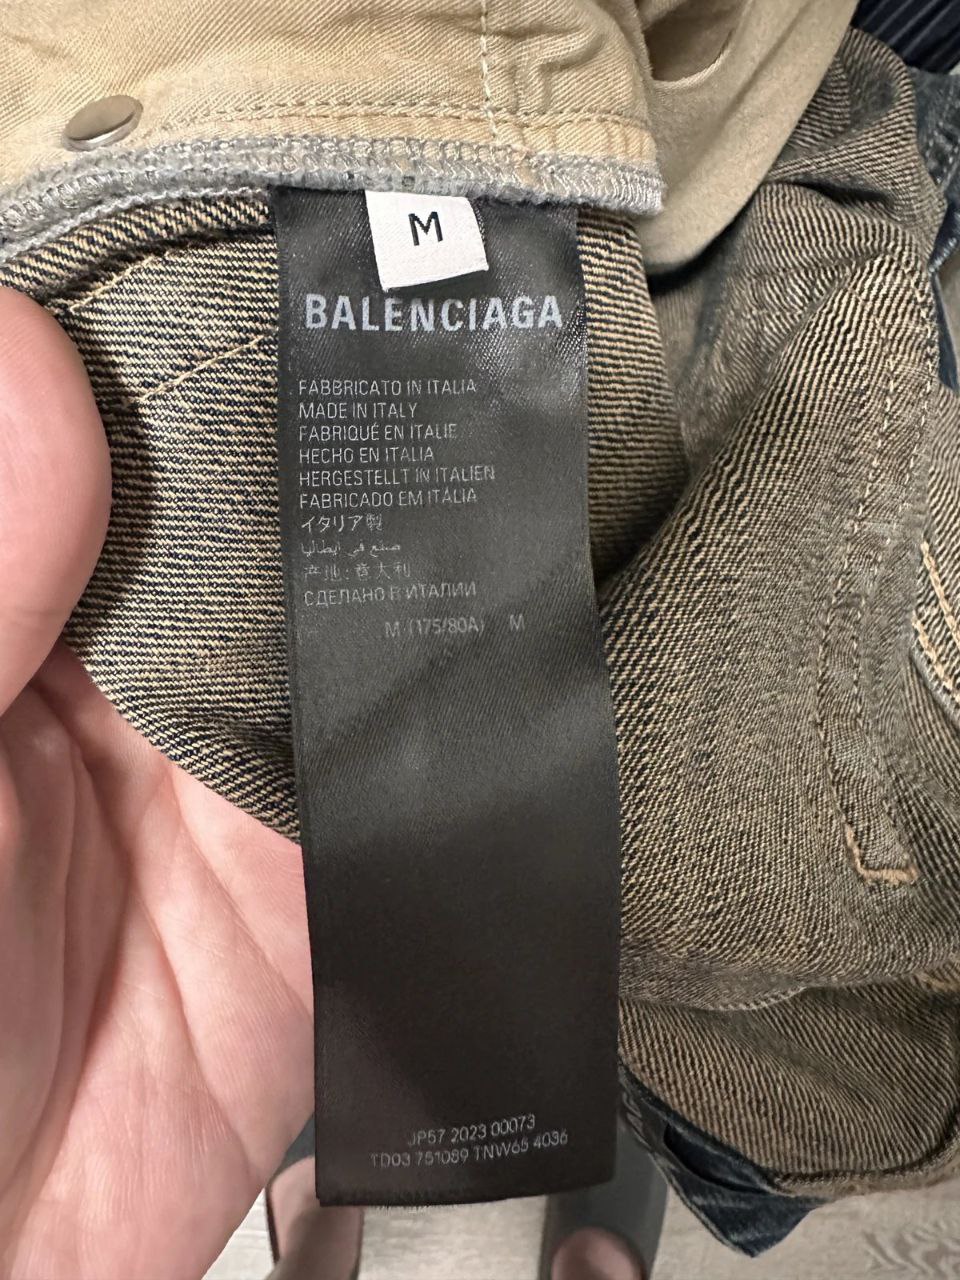 M
BALENCIAGA
FABBRICATO IN ITALIA
MADE IN ITALY
FABRIQUÉ EN ITALIE
HECHO EN ITALIA
HERGESTELLT IN ITALIEN
FABRICADO EM ITÁLIA
イタリア製
صنع في ايطاليا
产地：意大利
СДЕЛАНО В ИТАЛИИ
M (175/80A) M
JP57 2023 00073
TD03 751089 TNW65 4036